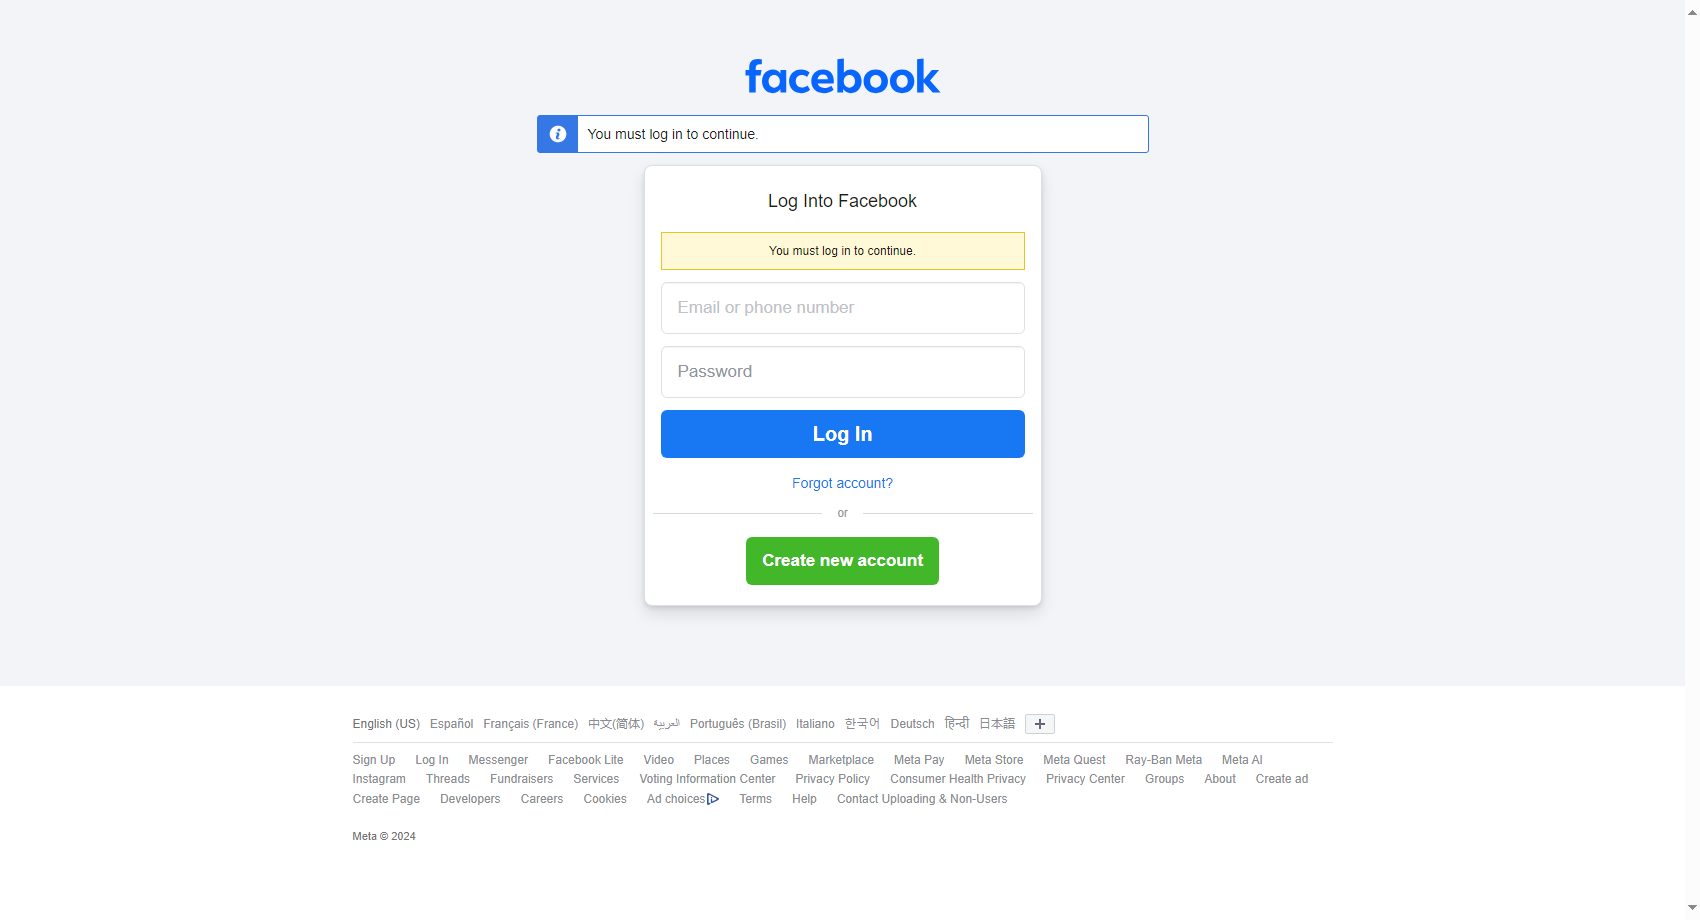 facebook
You must log in to continue.
Log Into Facebook
You must log in to continue.
Email or phone number
Password
Log In
Forgot account?
or
Create new account
English (US) Español Français (France) 中文(简体) العربية Português (Brasil) Italiano 한국어 Deutsch हिन्दी 日本語
Sign Up Log In Messenger Facebook Lite Video Places Games Marketplace Meta Pay Meta Store Meta Quest Ray-Ban Meta Meta AI
Instagram Threads Fundraisers Services Voting Information Center Privacy Policy Consumer Health Privacy Privacy Center Groups About Create ad
Create Page Developers Careers Cookies Ad choices Terms Help Contact Uploading & Non-Users
Meta © 2024